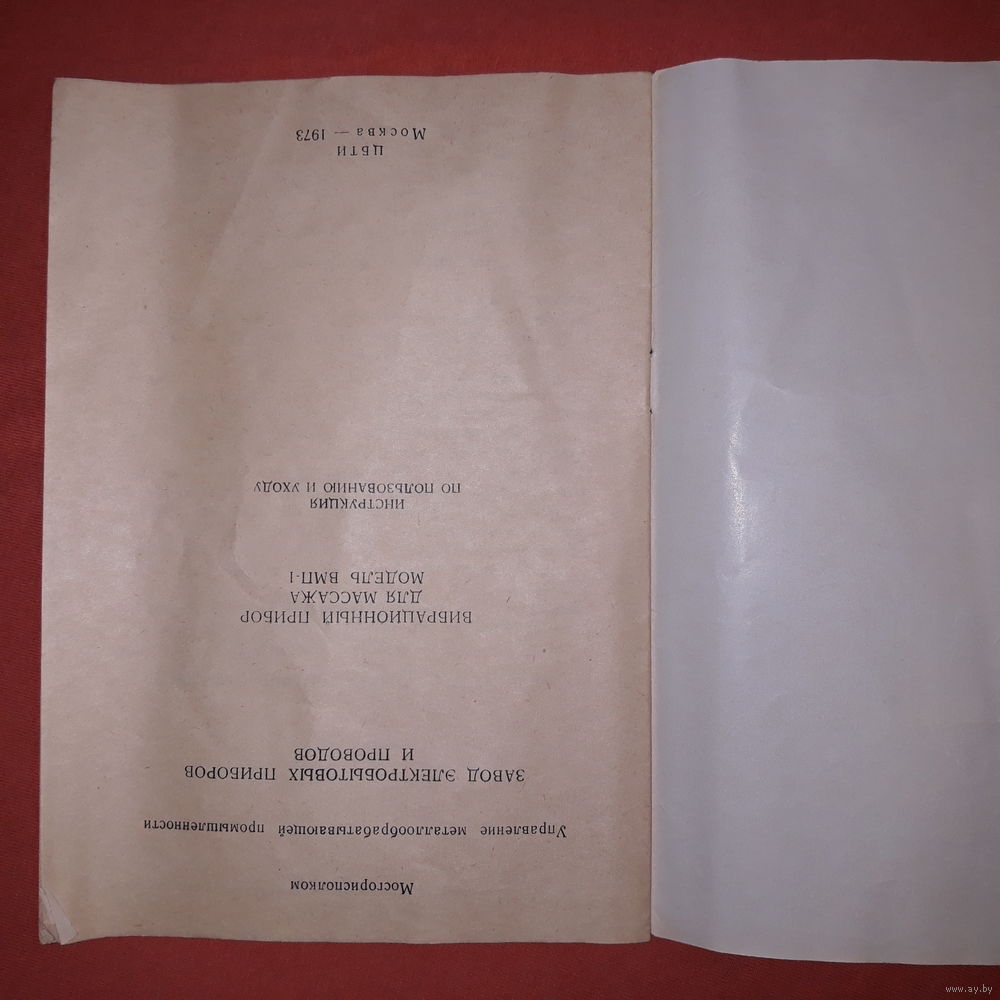 Мосгорисполком
Управление металлообрабатывающей промышленности
ЗАВОД ЭЛЕКТРОБЫТОВЫХ ПРИБОРОВ
И ПРОВОДОВ
ВИБРАЦИОННЫЙ ПРИБОР
ДЛЯ МАССАЖА
МОДЕЛЬ ВМП-1
ИНСТРУКЦИЯ
ПО ПОЛЬЗОВАНИЮ И УХОДУ
ЦБТИ
Москва — 1973
www.ay.by